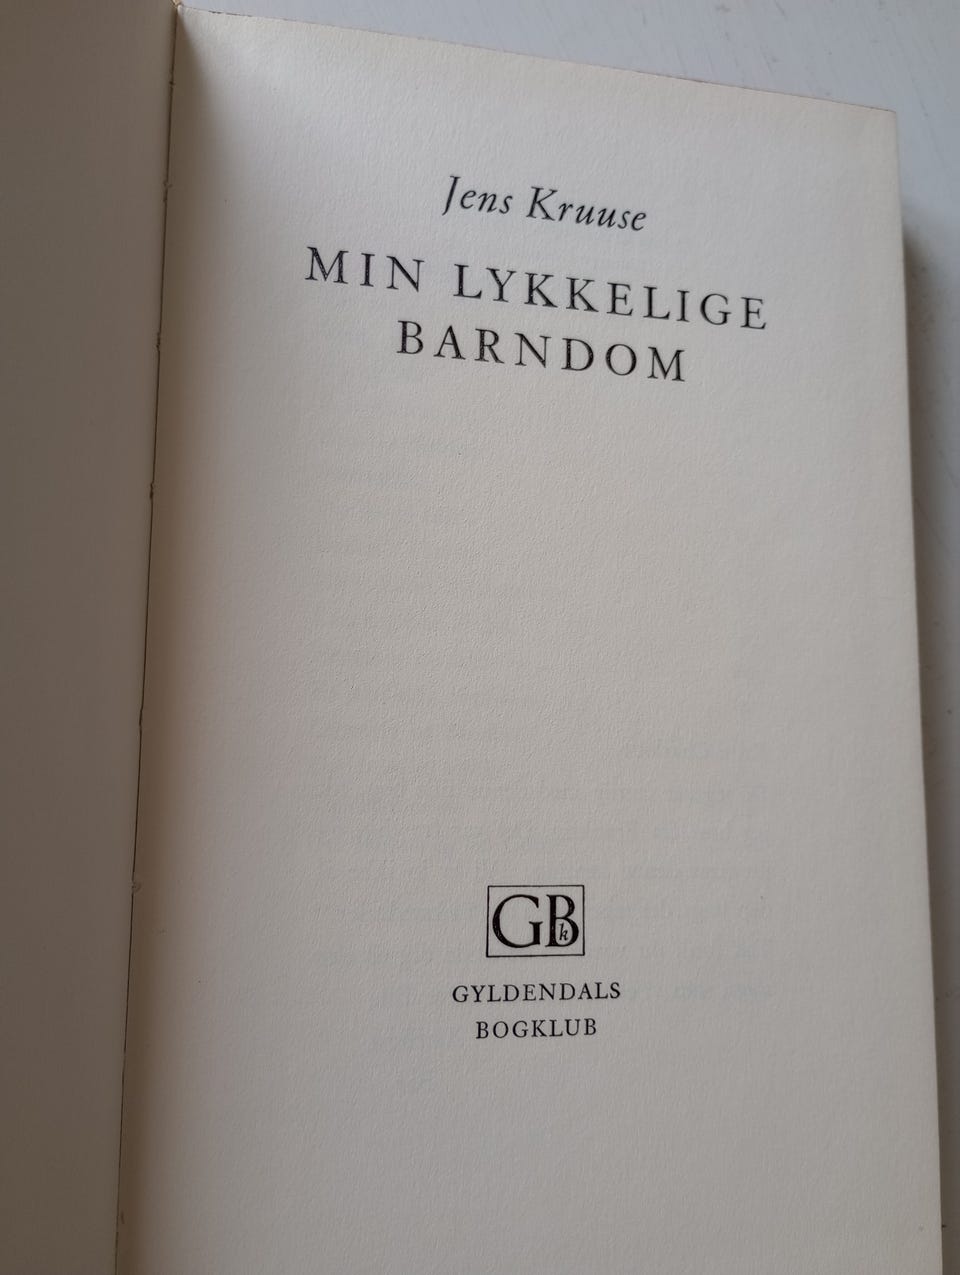 Jens Kruuse
MIN LYKKELIGE
BARNDOM
GBk
GYLDENDALS
BOGKLUB